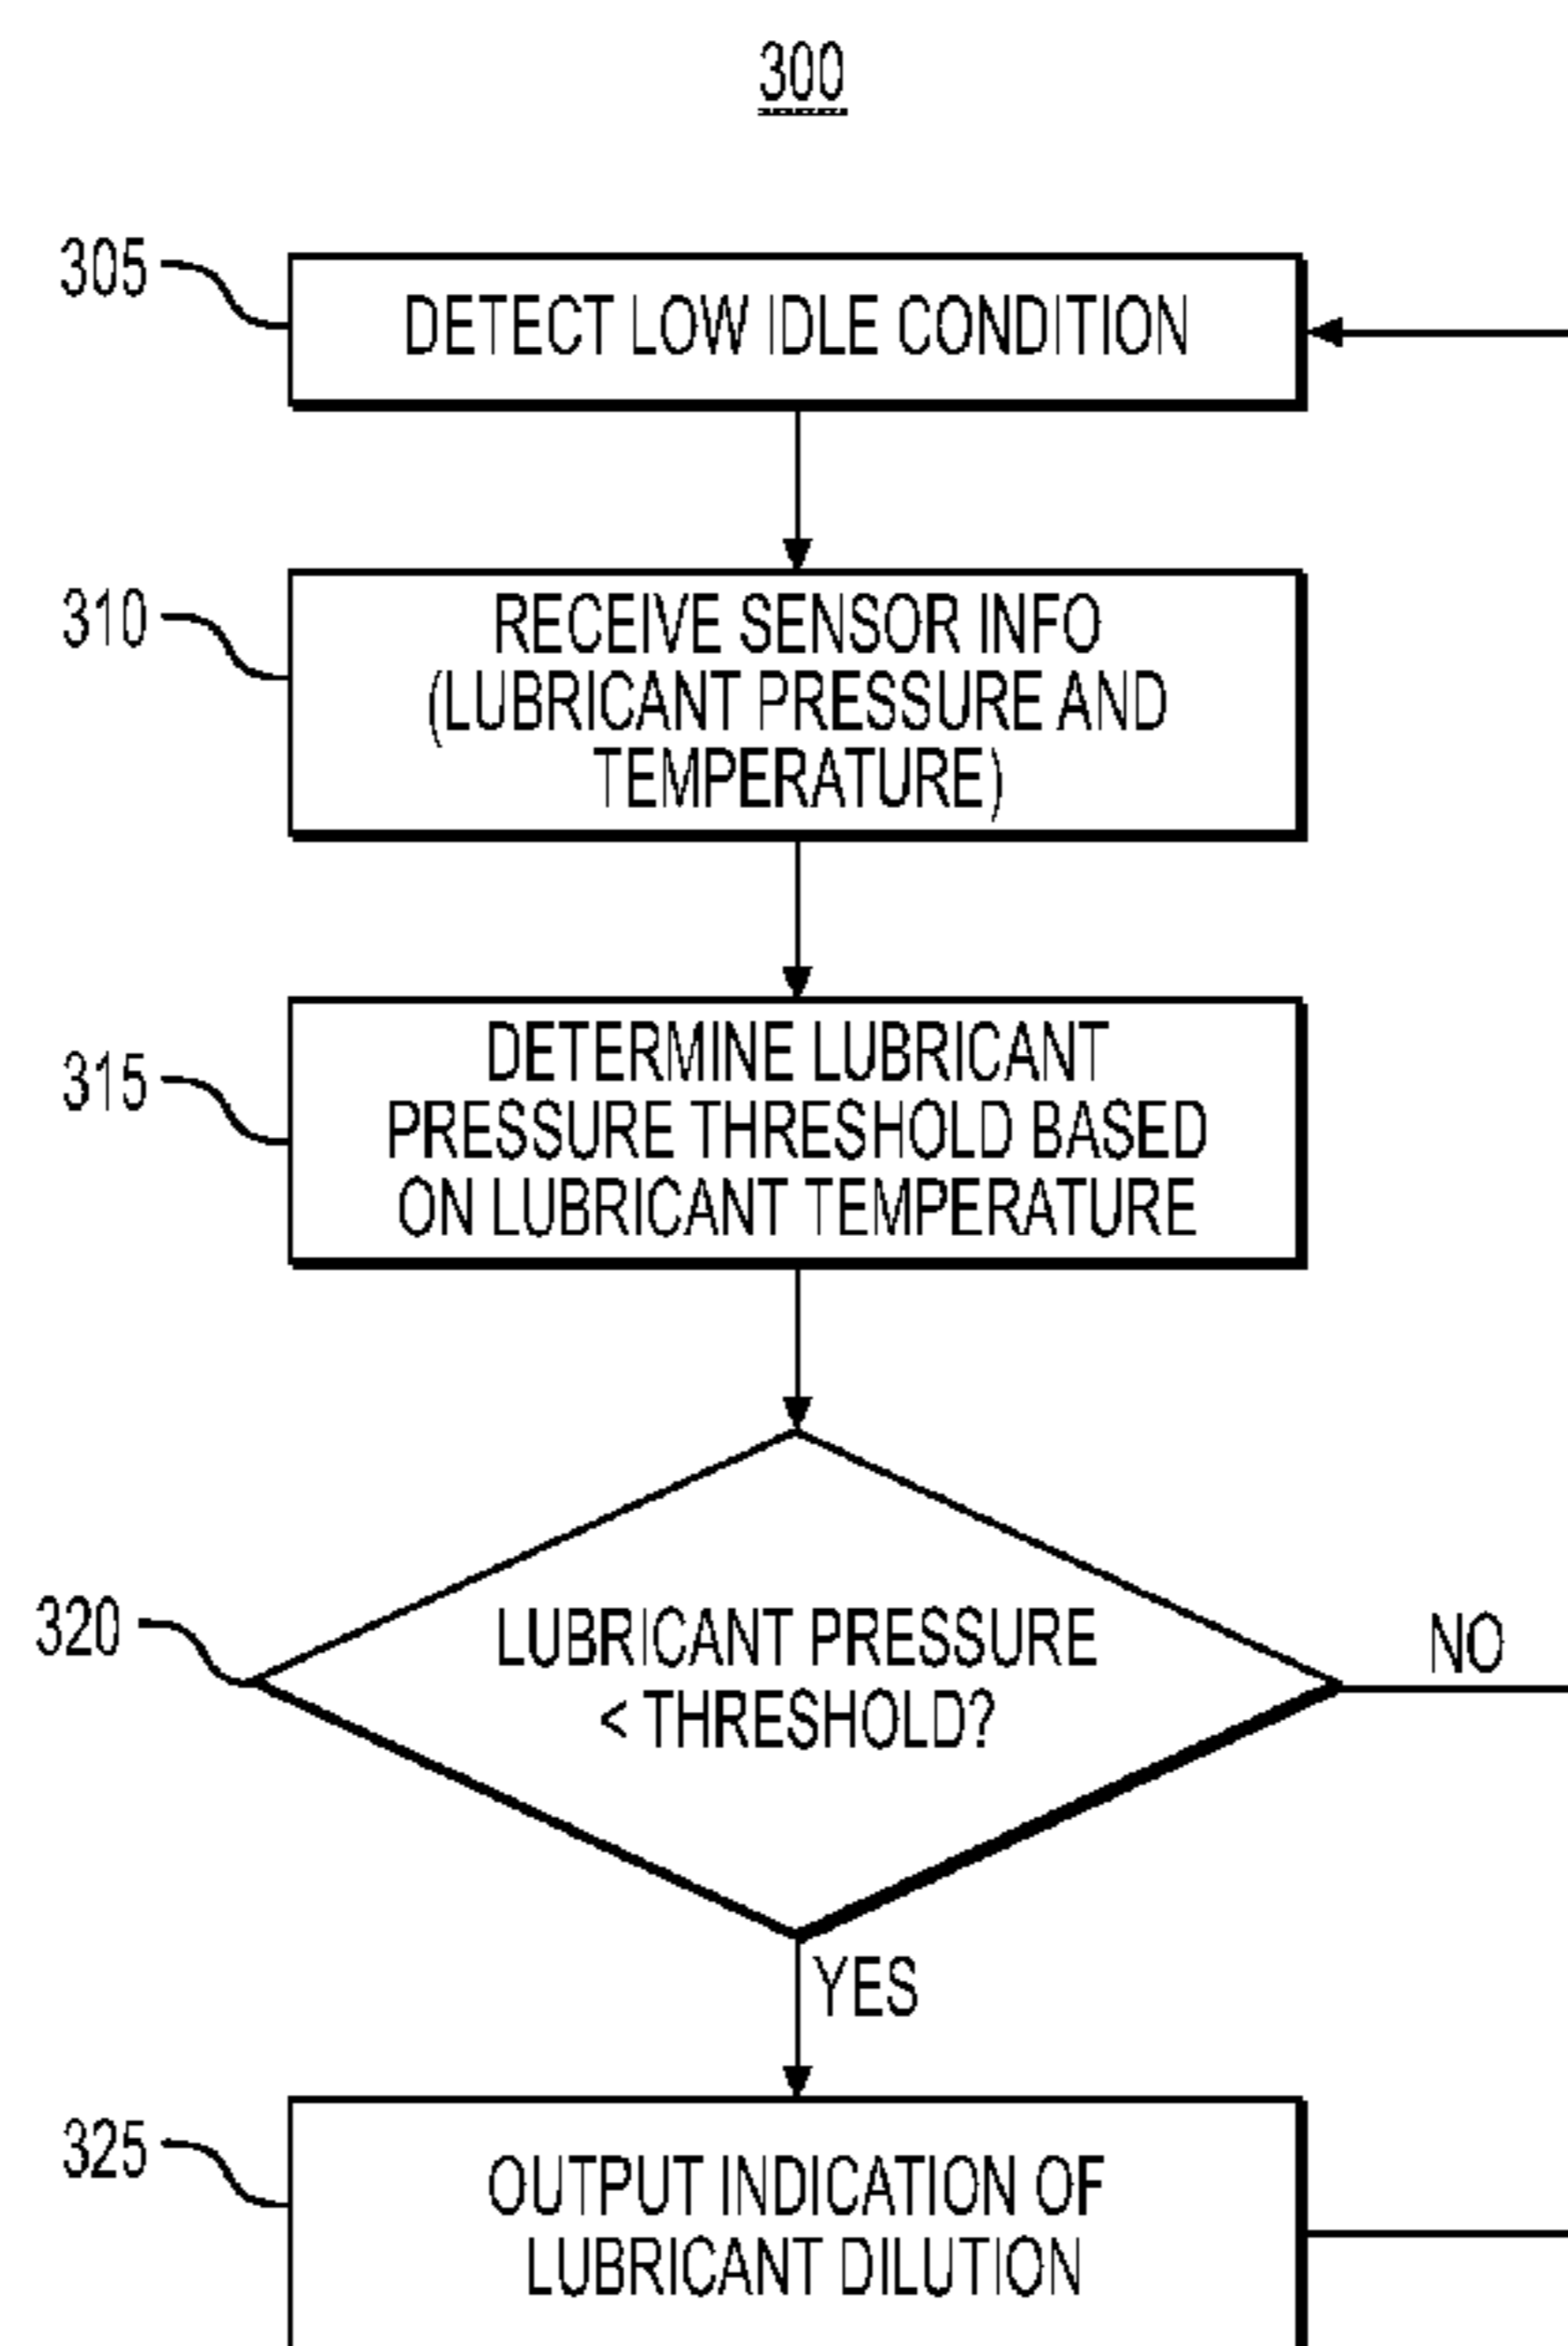 300
305
DETECT LOW IDLE CONDITION
310
RECEIVE SENSOR INFO
(LUBRICANT PRESSURE AND
TEMPERATURE)
315
DETERMINE LUBRICANT
PRESSURE THRESHOLD BASED
ON LUBRICANT TEMPERATURE
320
LUBRICANT PRESSURE
< THRESHOLD?
NO
YES
325
OUTPUT INDICATION OF
LUBRICANT DILUTION